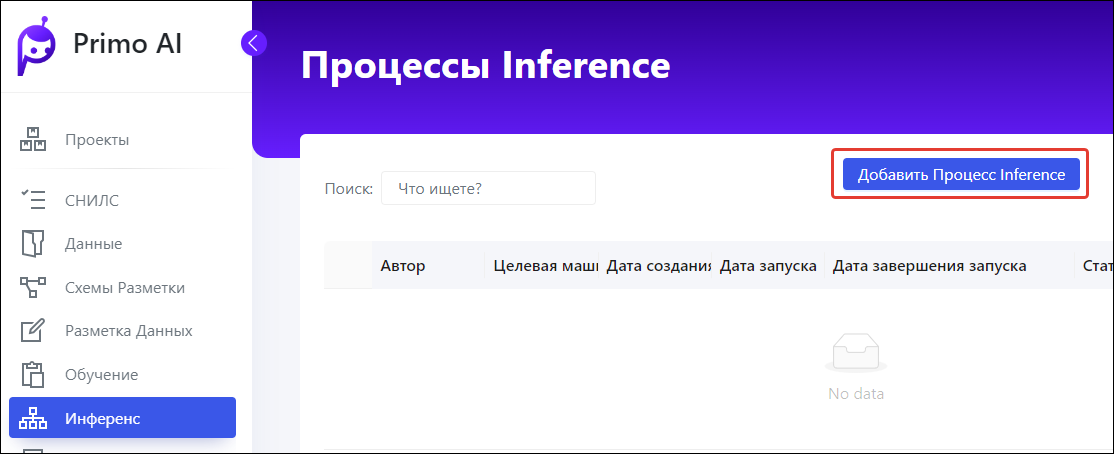 Primo AI
Проекты
СНИЛС
Данные
Схемы Разметки
Разметка Данных
Обучение
Инференс
Процессы Inference
Поиск: Что ищете?
Добавить Процесс Inference
Автор Целевая маш Дата создания Дата запуска Дата завершения запуска Стат
No data